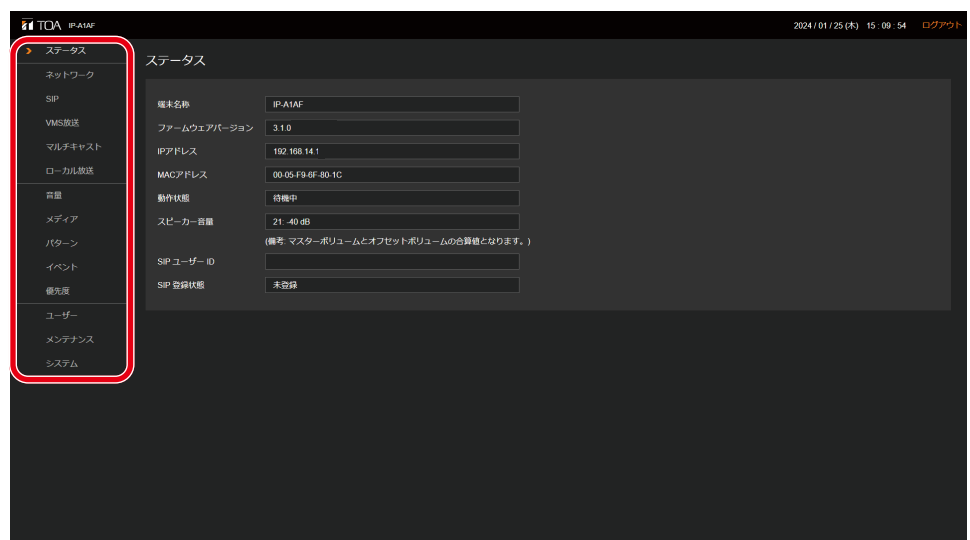 TOA IP-A1AF
2024 / 01 / 25 (木) 15 : 09 : 54 ログアウト
ステータス
ネットワーク
SIP
VMS放送
マルチキャスト
ローカル放送
音量
メディア
パターン
イベント
優先度
ユーザー
メンテナンス
システム
ステータス
端末名称 IP-A1AF
ファームウェアバージョン 3.1.0
IPアドレス 192.168.14.1
MACアドレス 00-05-F9-6F-80-1C
動作状態 待機中
スピーカー音量 21: -40 dB
(備考: マスターボリュームとオフセットボリュームの合算値となります。)
SIP ユーザー ID
SIP 登録状態 未登録